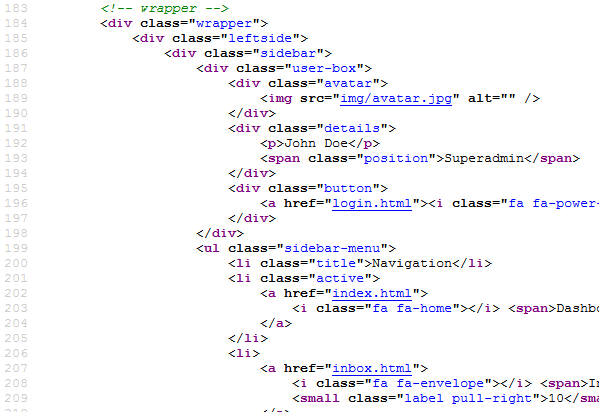 183 <!-- wrapper -->
184 <div class="wrapper">
185 <div class="leftside">
186 <div class="sidebar">
187 <div class="user-box">
188 <div class="avatar">
189 <img src="img/avatar.jpg" alt="" />
190 </div>
191 <div class="details">
192 <p>John Doe</p>
193 <span class="position">Superadmin</span>
194 </div>
195 <div class="button">
196 <a href="login.html"><i class="fa fa-power-
197 </div>
198 </div>
199 <ul class="sidebar-menu">
200 <li class="title">Navigation</li>
201 <li class="active">
202 <a href="index.html">
203 <i class="fa fa-home"></i> <span>Dashbo
204 </a>
205 </li>
206 <li>
207 <a href="inbox.html">
208 <i class="fa fa-envelope"></i> <span>In
209 <small class="label pull-right">10</sma